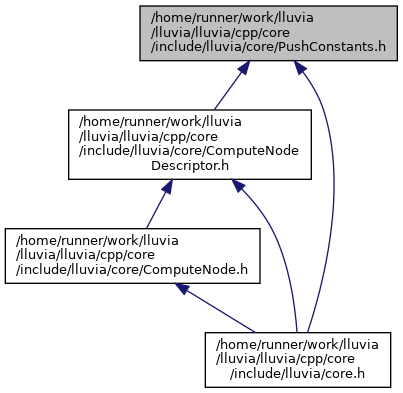 /home/runner/work/lluvia
/lluvia/lluvia/cpp/core
/include/lluvia/core/PushConstants.h
/home/runner/work/lluvia
/lluvia/lluvia/cpp/core
/include/lluvia/core/ComputeNode
Descriptor.h
/home/runner/work/lluvia
/lluvia/lluvia/cpp/core
/include/lluvia/core/ComputeNode.h
/home/runner/work/lluvia
/lluvia/lluvia/cpp/core
/include/lluvia/core.h